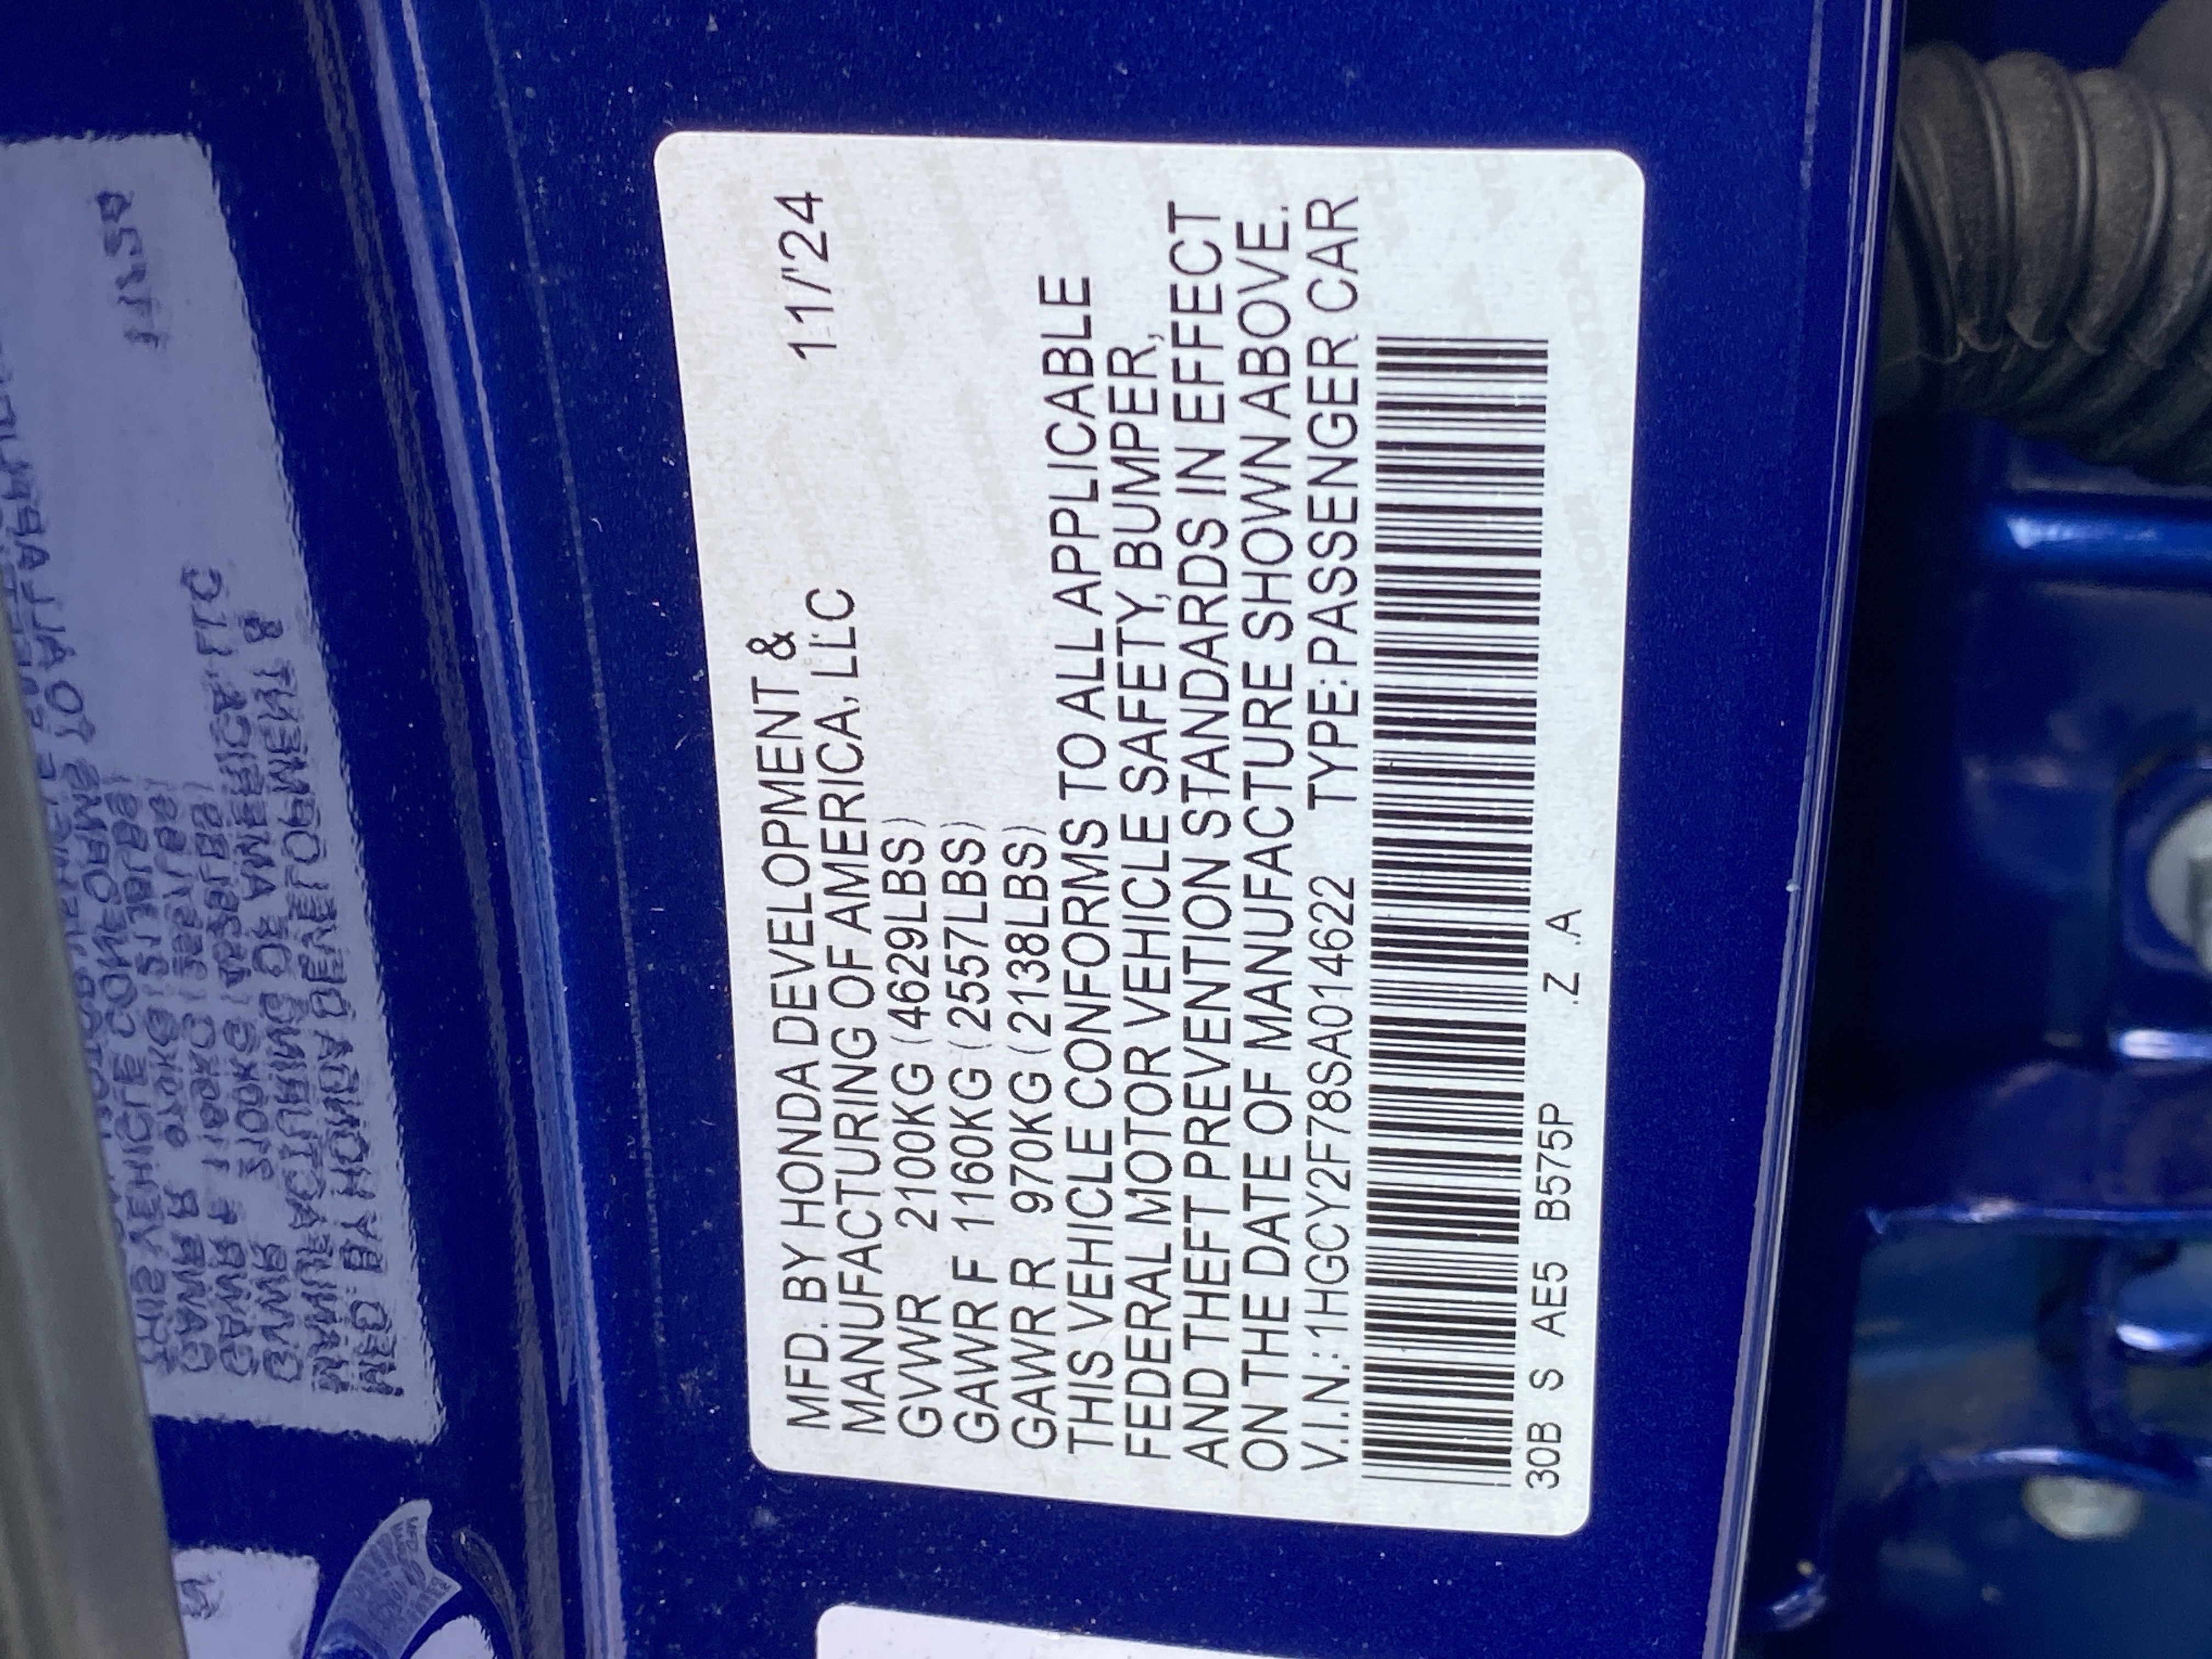 MFD. BY HONDA DEVELOPMENT & 11/'24
MANUFACTURING OF AMERICA, LLC
GVWR 2100KG (4629LBS)
GAWR F 1160KG (2557LBS)
GAWR R 970KG (2138LBS)
THIS VEHICLE CONFORMS TO ALL APPLICABLE
FEDERAL MOTOR VEHICLE SAFETY, BUMPER,
AND THEFT PREVENTION STANDARDS IN EFFECT
ON THE DATE OF MANUFACTURE SHOWN ABOVE.
V.I.N.: 1HGCY2F78SA014622 TYPE: PASSENGER CAR
30B S AE5 B575P .Z .A